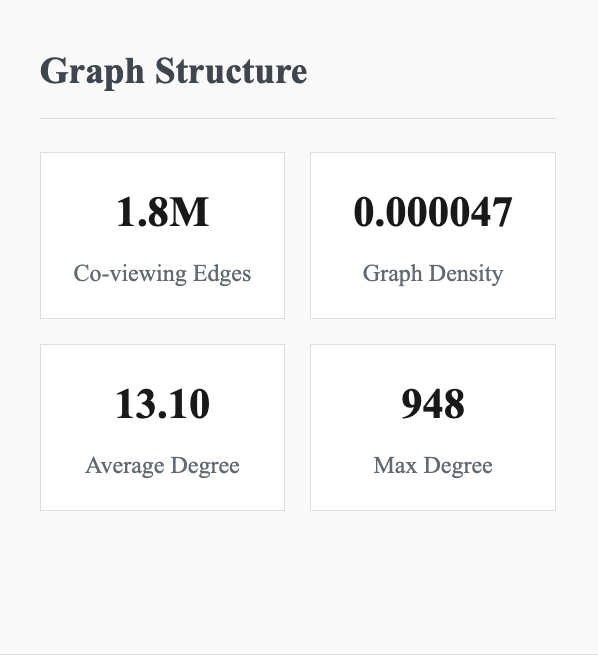 Graph Structure
1.8M
Co-viewing Edges
0.000047
Graph Density
13.10
Average Degree
948
Max Degree